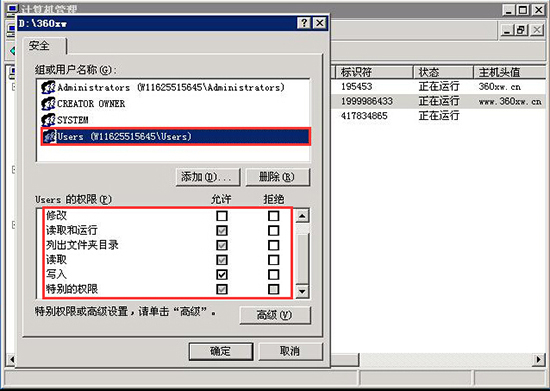 计算机管理
D:\360xw
安全
组或用户名称(G):
Administrators (W11625515645\Administrators)
CREATOR OWNER
SYSTEM
Users (W11625515645\Users)
添加(D)... 删除(R)
Users 的权限(P) 允许 拒绝
修改
读取和运行
列出文件夹目录
读取
写入
特别的权限
特别权限或高级设置，请单击“高级”。
高级(V)
确定 取消
标识符 状态 主机头值
195453 正在运行 360xw.cn
1999986433 正在运行 www.360xw.cn
417834865 正在运行